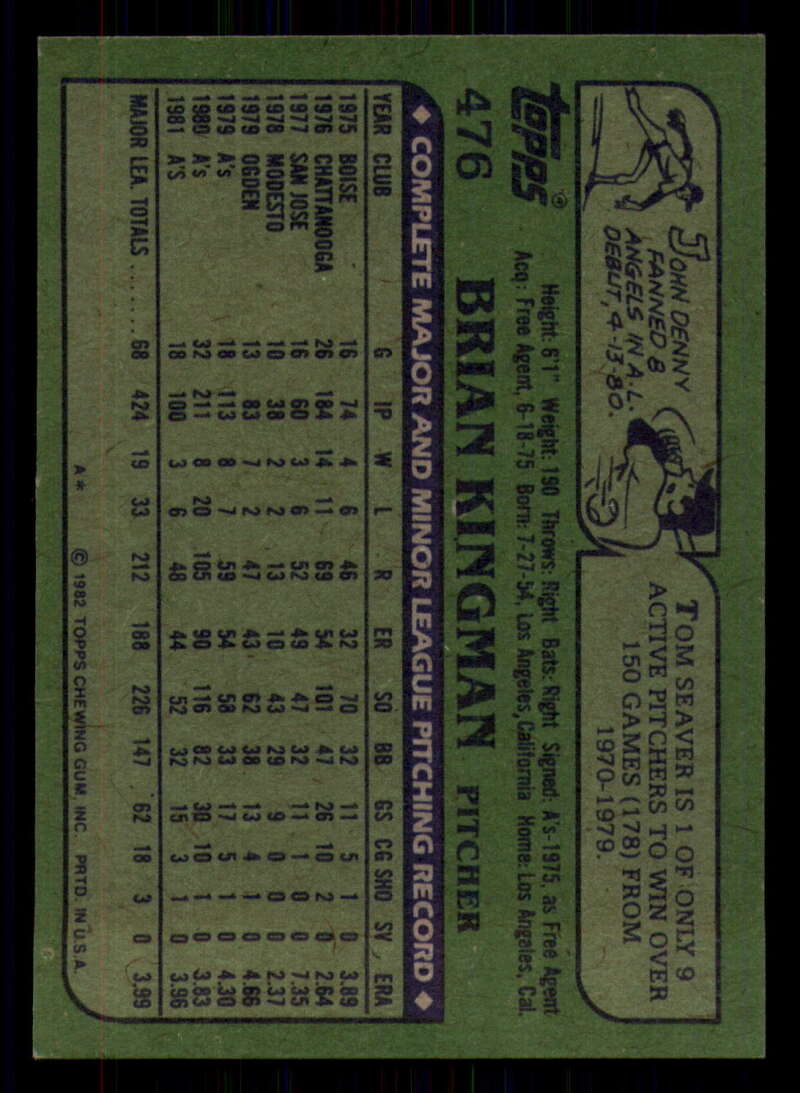 JOHN DENNY
FANNED 8
ANGELS IN A.L.
DEBUT, 4-13-80.
TOM SEAVER IS 1 OF ONLY 9
ACTIVE PITCHERS TO WIN OVER
150 GAMES (178) FROM
1970-1979.
Topps®
Height: 6'1" Weight: 190 Throws: Right Bats: Right Signed: A's-1975, as Free Agent
Acq: Free Agent, 6-18-75 Born: 7-27-54, Los Angeles, California Home: Los Angeles, Cal.
476 BRIAN KINGMAN PITCHER
◆ COMPLETE MAJOR AND MINOR LEAGUE PITCHING RECORD ◆
YEAR CLUB G IP W L R ER SO BB GS CG SHO SV ERA
1975 BOISE 16 74 4 6 46 32 70 32 11 5 1 0 3.89
1976 CHATTANOOGA 26 184 14 11 69 54 101 47 26 10 2 0 2.64
1977 SAN JOSE 16 60 3 6 52 49 47 32 11 1 0 0 7.35
1978 MODESTO 10 38 2 2 13 10 43 29 9 0 0 0 2.37
1979 OGDEN 13 83 7 2 47 43 62 38 13 4 1 0 4.66
1979 A's 18 113 8 7 59 54 58 33 17 5 1 0 4.30
1980 A's 32 211 8 20 105 90 116 82 30 10 1 0 3.83
1981 A'S 18 100 3 6 48 44 52 32 15 3 1 0 3.96
MAJOR LEA. TOTALS ........ 68 424 19 33 212 188 226 147 62 18 3 0 3.99
A* © 1982 TOPPS CHEWING GUM, INC. PRTD. IN U.S.A.